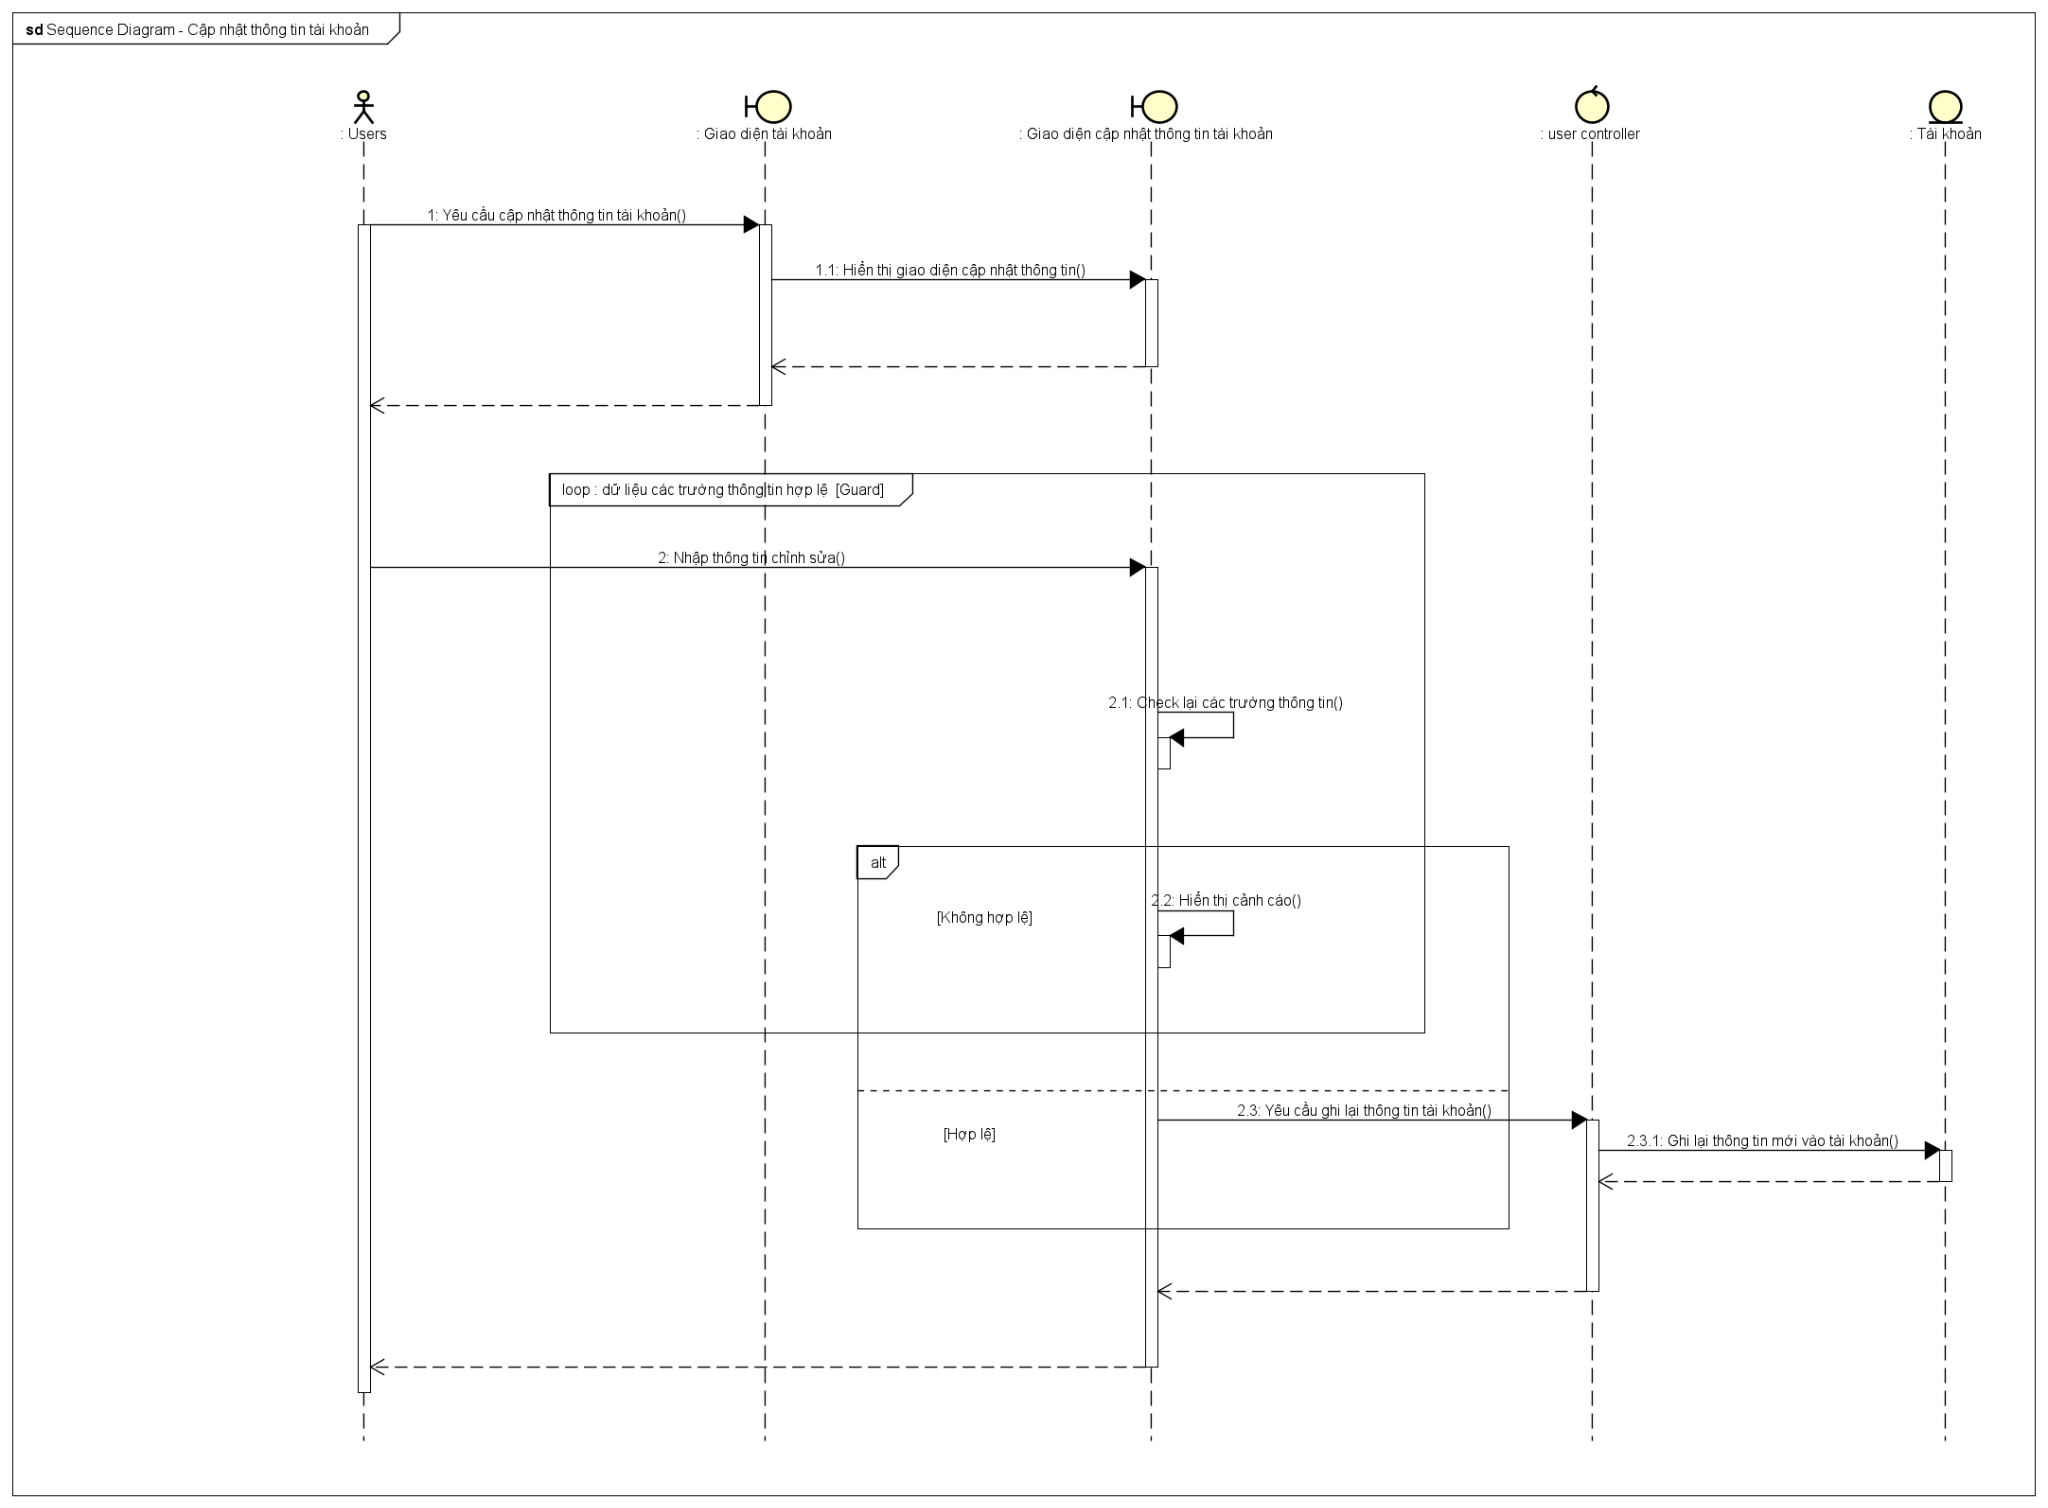 sd Sequence Diagram - Cập nhật thông tin tài khoản
: Users
: Giao diện tài khoản
: Giao diện cập nhật thông tin tài khoản
: user controller
: Tài khoản
1: Yêu cầu cập nhật thông tin tài khoản()
1.1: Hiển thị giao diện cập nhật thông tin()
loop : dữ liệu các trường thông tin hợp lệ [Guard]
2: Nhập thông tin chỉnh sửa()
2.1: Check lại các trường thông tin()
alt
2.2: Hiển thị cảnh cáo()
[Không hợp lệ]
2.3: Yêu cầu ghi lại thông tin tài khoản()
[Hợp lệ]
2.3.1: Ghi lại thông tin mới vào tài khoản()